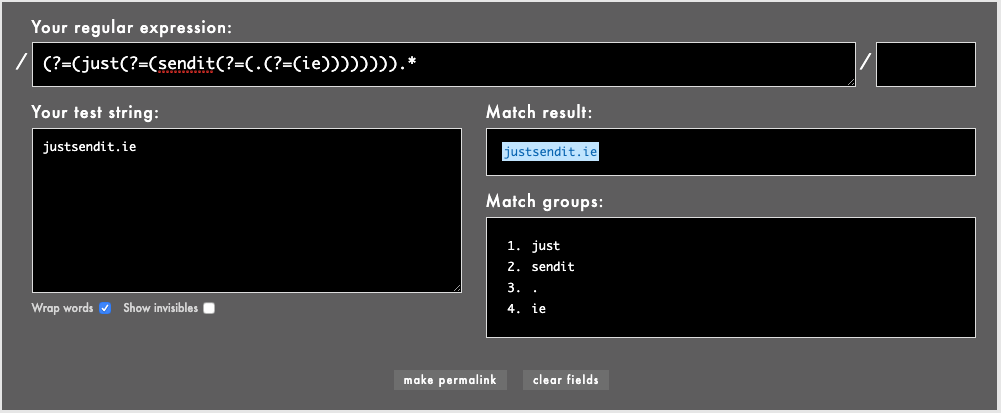 Your regular expression:
/ (?=(just(?=(sendit(?=(.(?=(ie)))))))).* /
Your test string:
justsendit.ie
Wrap words Show invisibles
Match result:
justsendit.ie
Match groups:
1. just
2. sendit
3. .
4. ie
make permalink clear fields